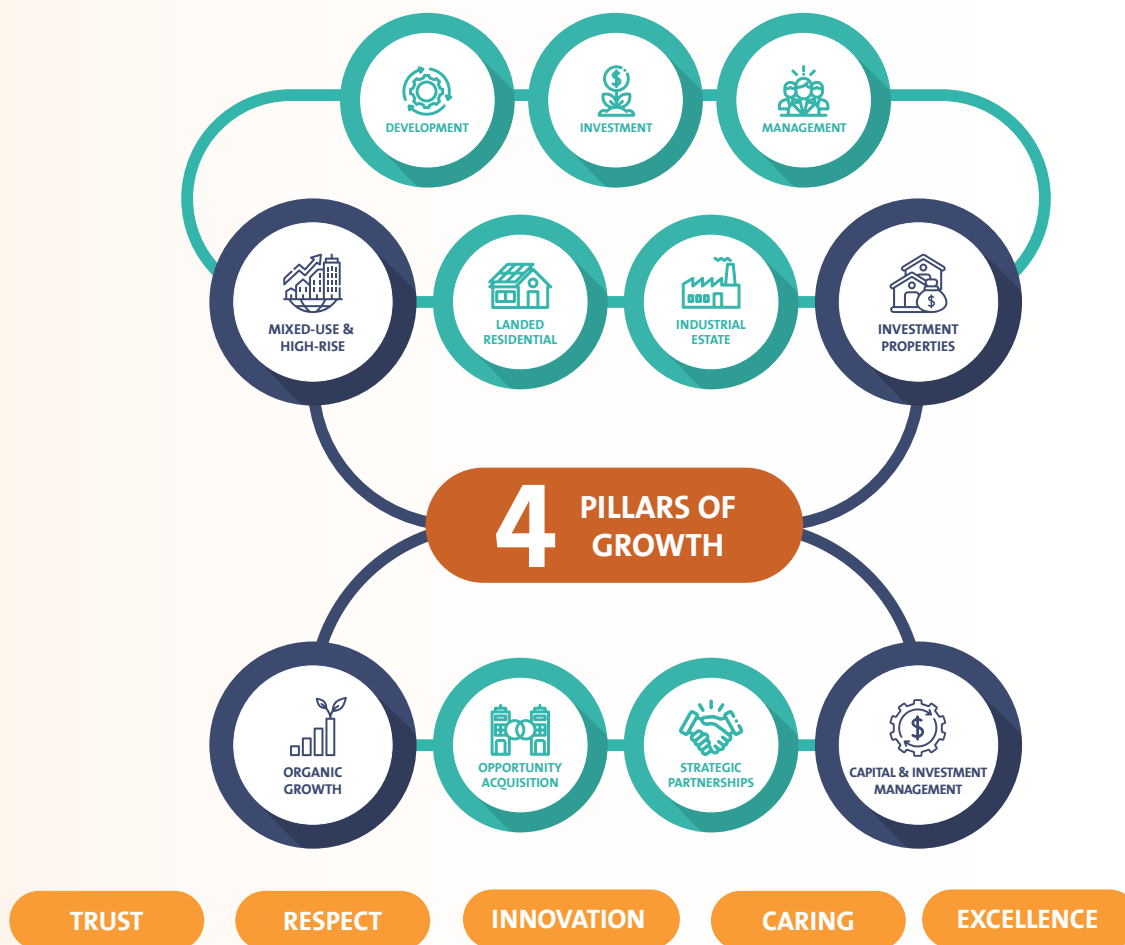 DEVELOPMENT
INVESTMENT
MANAGEMENT
MIXED-USE &
HIGH-RISE
LANDED
RESIDENTIAL
INDUSTRIAL
ESTATE
INVESTMENT
PROPERTIES
4
PILLARS OF
GROWTH
ORGANIC
GROWTH
OPPORTUNITY
ACQUISITION
STRATEGIC
PARTNERSHIPS
CAPITAL & INVESTMENT
MANAGEMENT
TRUST
RESPECT
INNOVATION
CARING
EXCELLENCE